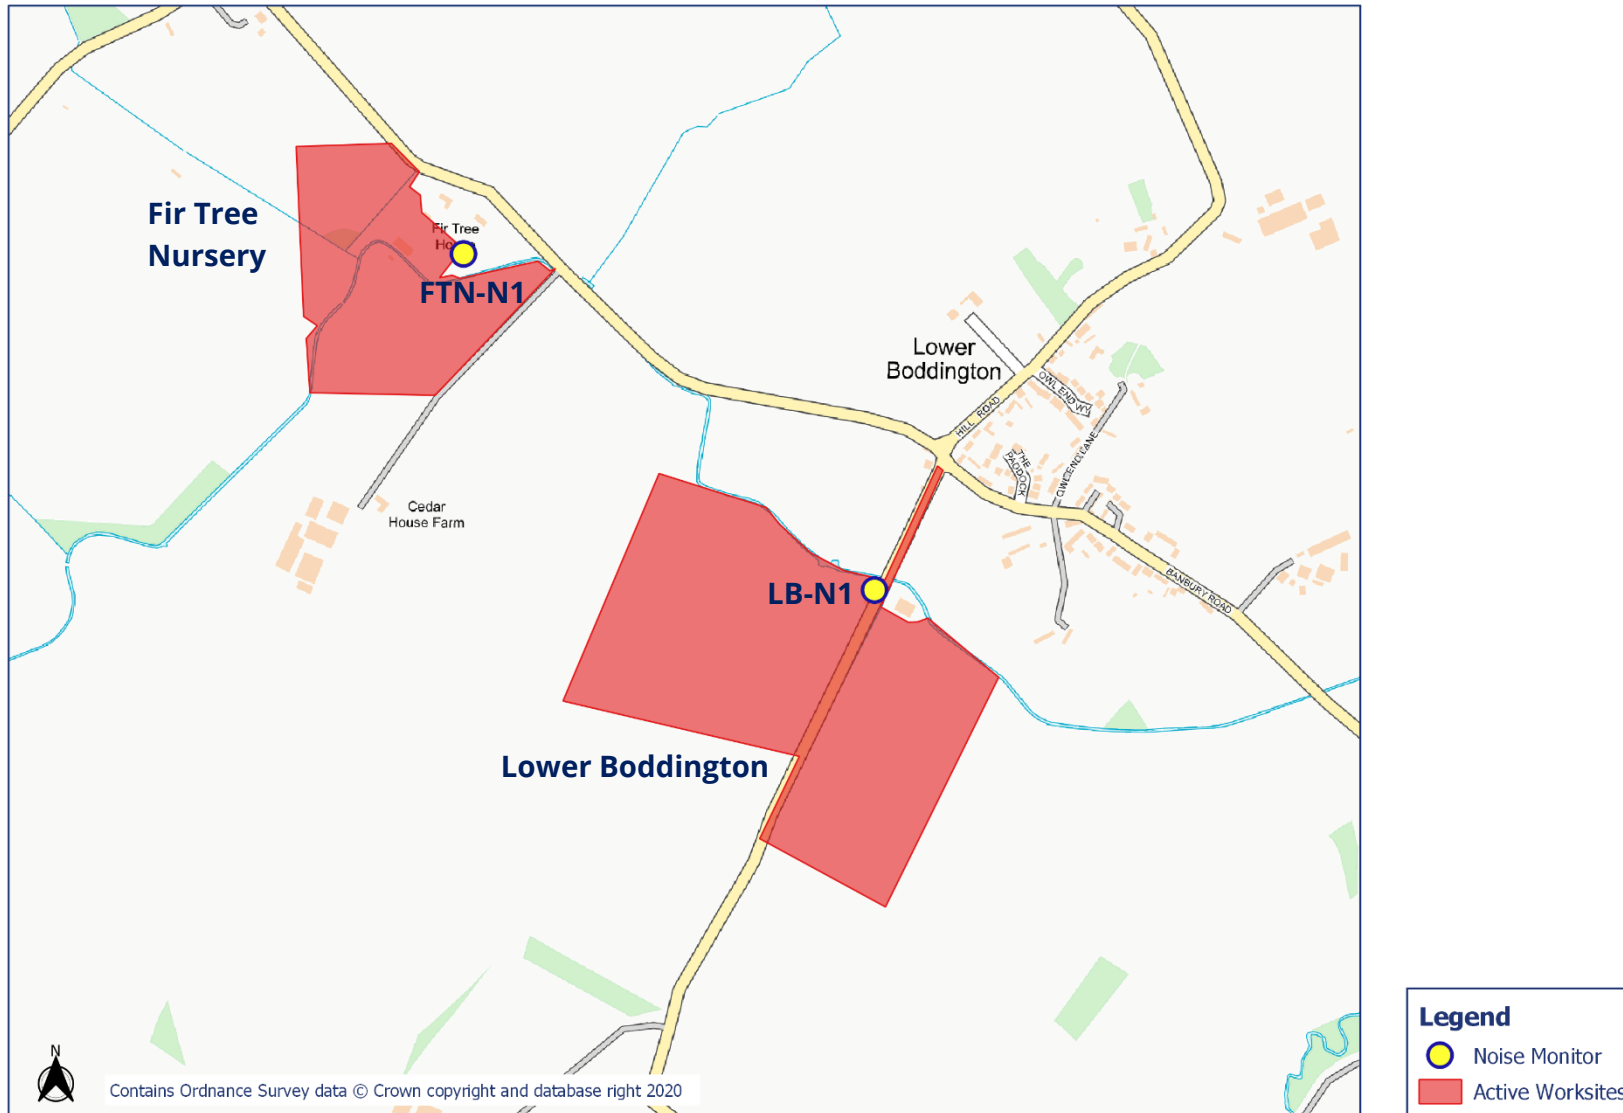 Fir Tree
Nursery
Fir Tree
FTN-N1
Lower
Boddington
OWL END WY
HILL ROAD
THE
PADDOCK
OWL END LANE
BANBURY ROAD
Cedar
House Farm
LB-N1
Lower Boddington
N
Contains Ordnance Survey data © Crown copyright and database right 2020
Legend
Noise Monitor
Active Worksites